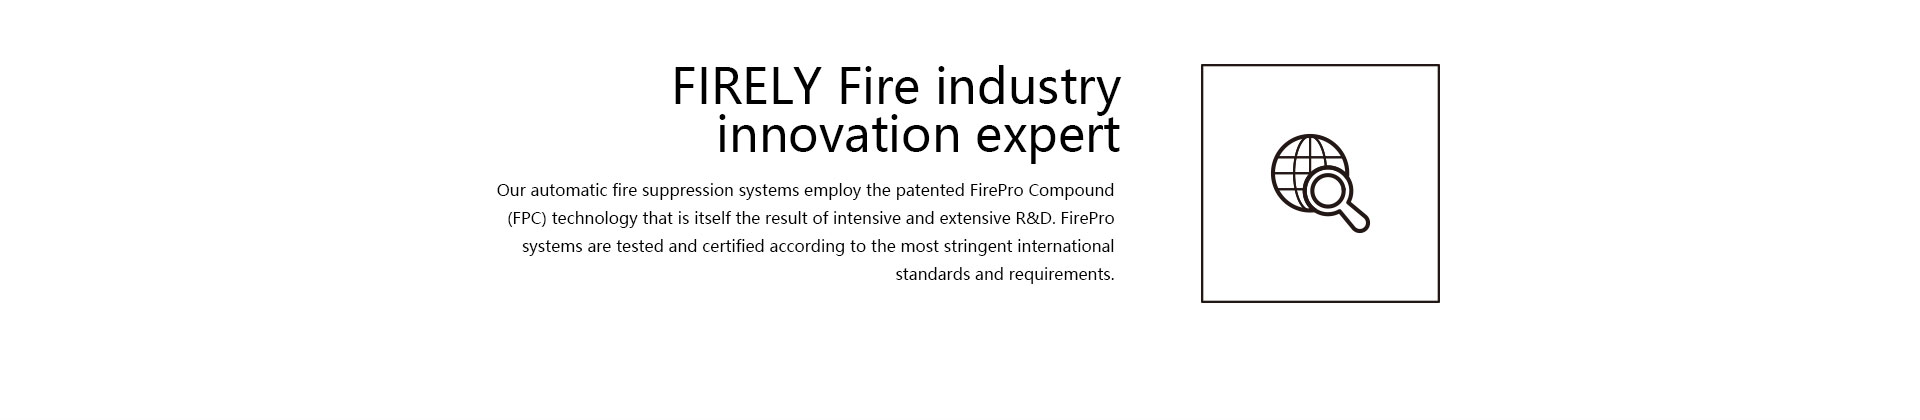 FIRELY Fire industry
innovation expert
Our automatic fire suppression systems employ the patented FirePro Compound
(FPC) technology that is itself the result of intensive and extensive R&D. FirePro
systems are tested and certified according to the most stringent international
standards and requirements.